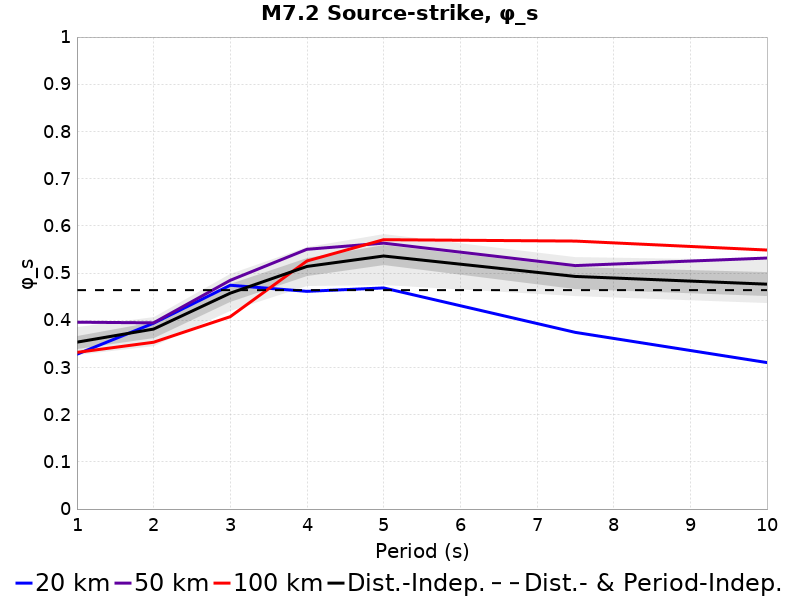 M7.2 Source-strike, φ_s
1
0.9
0.8
0.7
0.6
0.5
0.4
0.3
0.2
0.1
0
φ_s
1 2 3 4 5 6 7 8 9 10
Period (s)
20 km 50 km 100 km Dist.-Indep. Dist.- & Period-Indep.